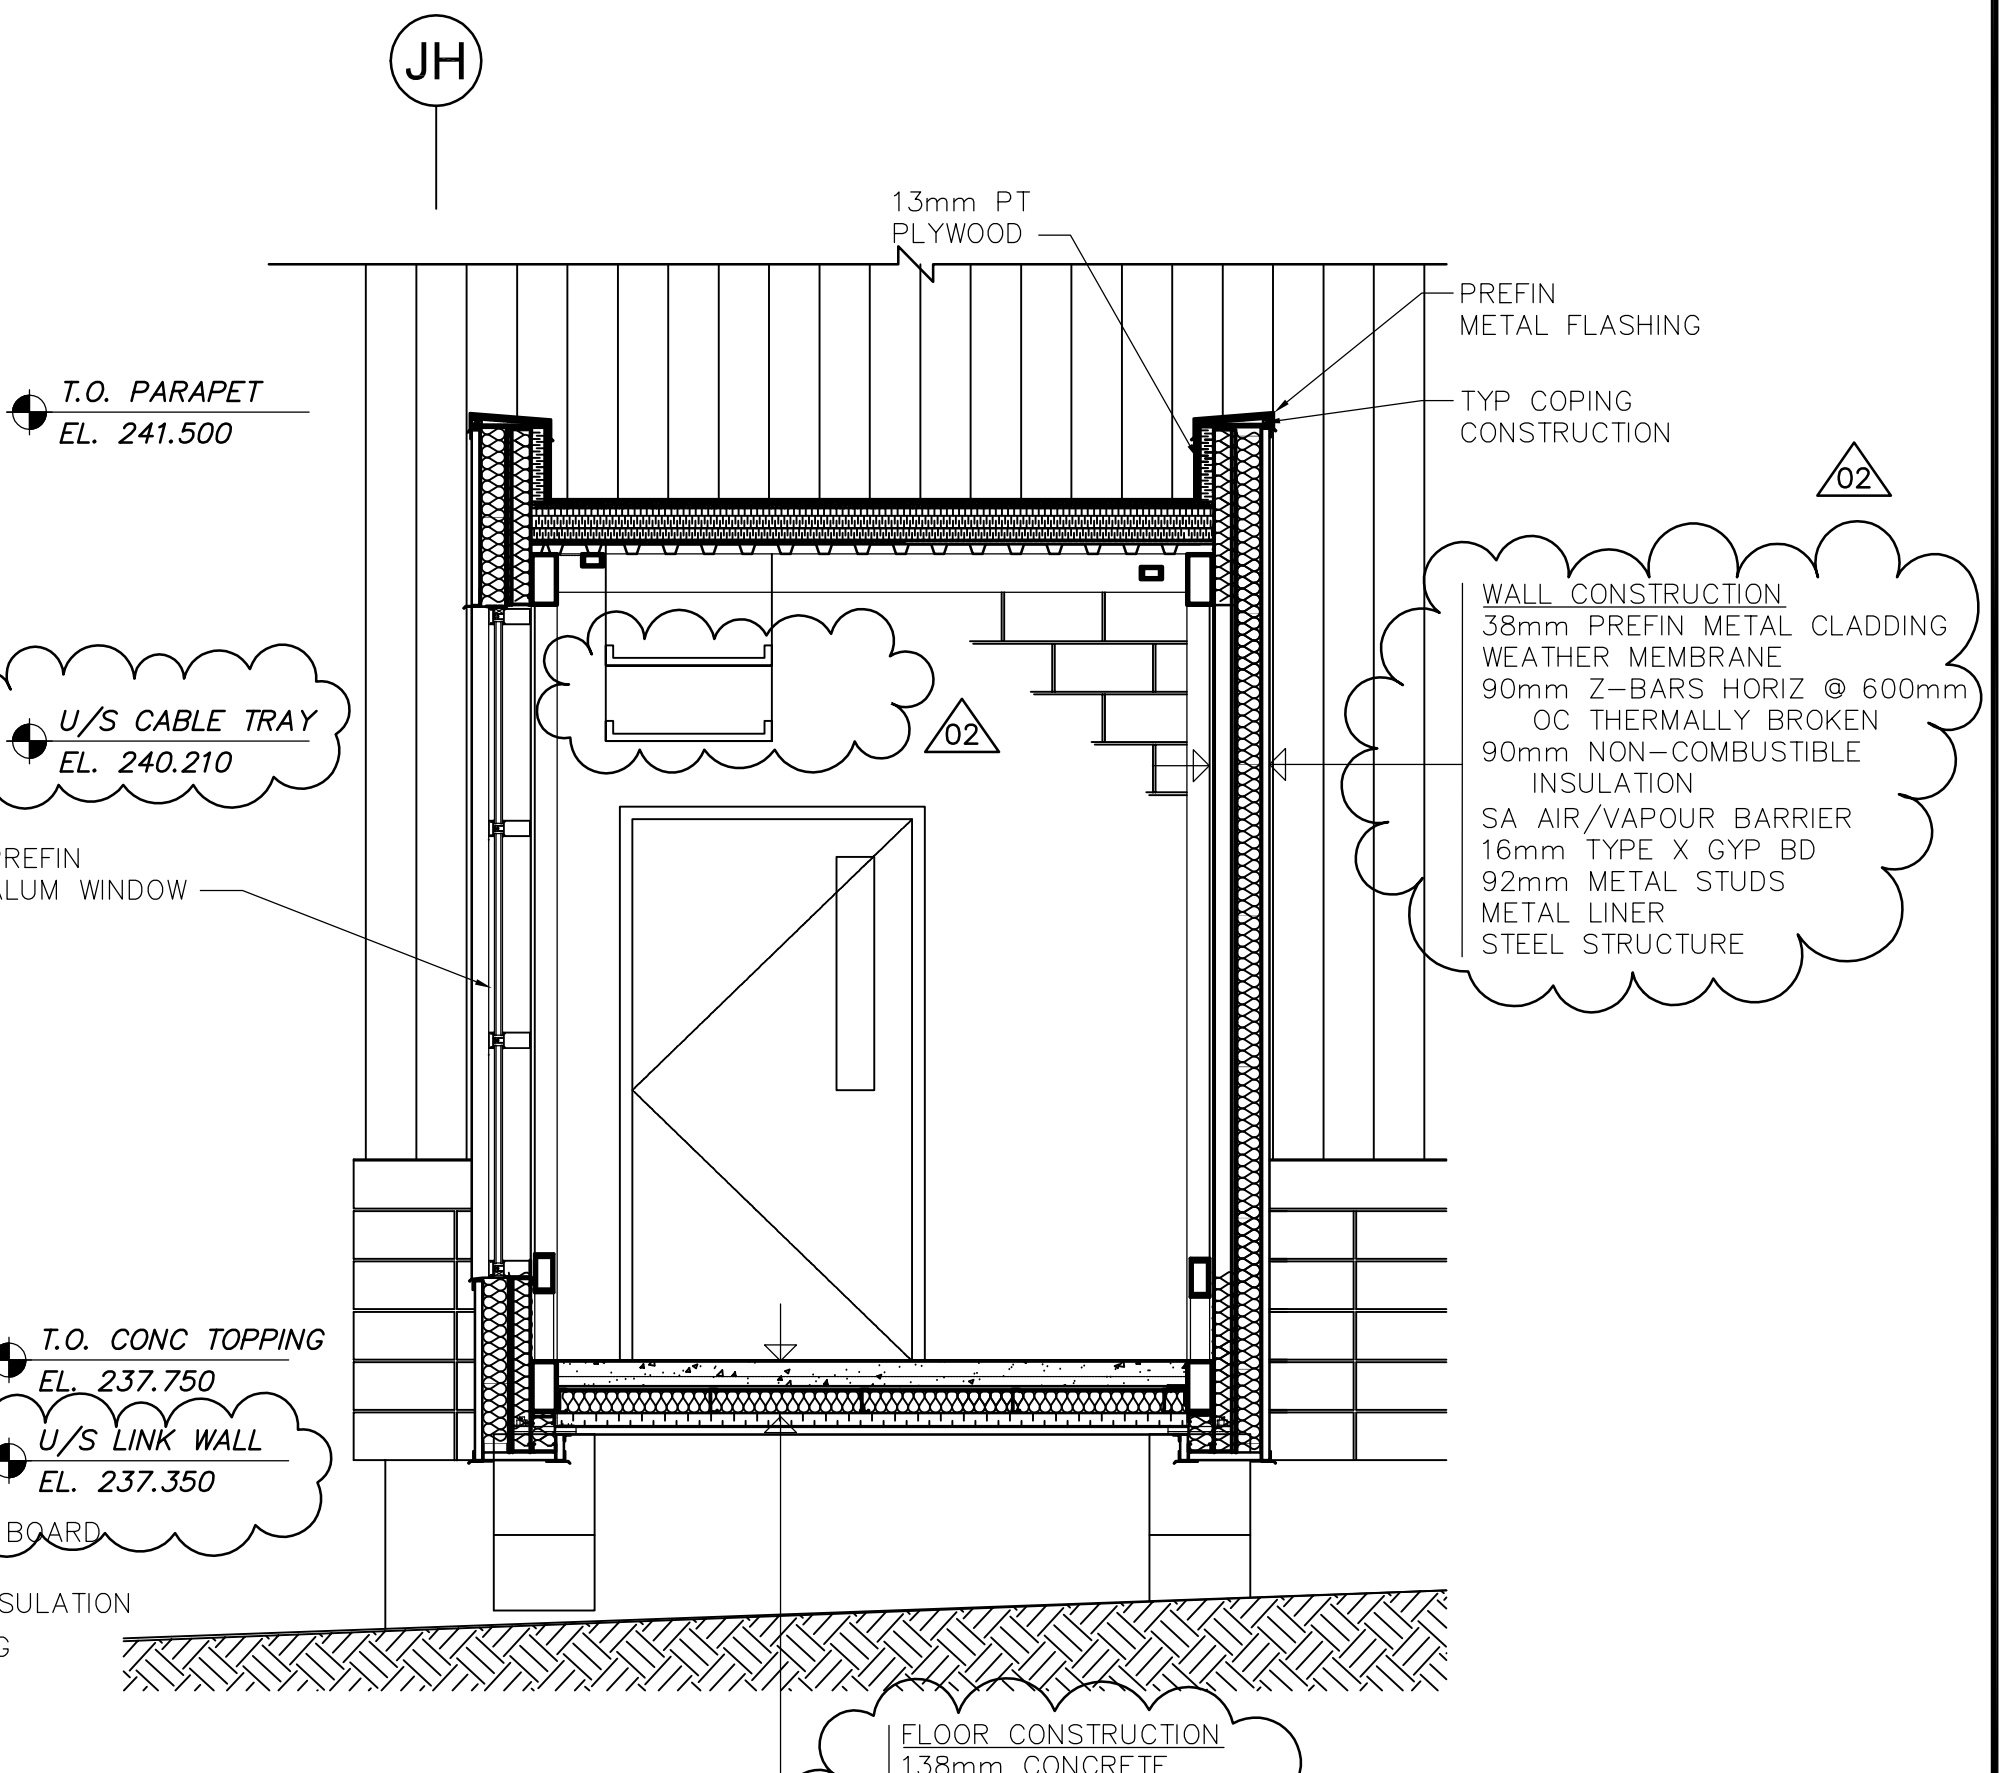 JH
13mm PT
PLYWOOD
PREFIN
METAL FLASHING
TYP COPING
CONSTRUCTION
T.O. PARAPET
EL. 241.500
02
WALL CONSTRUCTION
38mm PREFIN METAL CLADDING
WEATHER MEMBRANE
90mm Z-BARS HORIZ @ 600mm
OC THERMALLY BROKEN
90mm NON-COMBUSTIBLE
INSULATION
SA AIR/VAPOUR BARRIER
16mm TYPE X GYP BD
92mm METAL STUDS
METAL LINER
STEEL STRUCTURE
U/S CABLE TRAY
EL. 240.210
02
REFIN
ALUM WINDOW
T.O. CONC TOPPING
EL. 237.750
U/S LINK WALL
EL. 237.350
BOARD
SULATION
G
FLOOR CONSTRUCTION
138mm CONCRETE